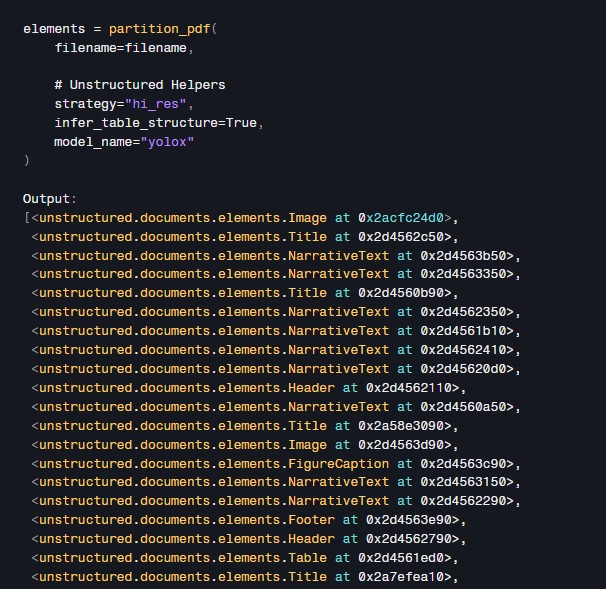 elements = partition_pdf(
filename=filename,
# Unstructured Helpers
strategy="hi_res",
infer_table_structure=True,
model_name="yolox"
)
Output:
[<unstructured.documents.elements.Image at 0x2acfc24d0>,
<unstructured.documents.elements.Title at 0x2d4562c50>,
<unstructured.documents.elements.NarrativeText at 0x2d4563b50>,
<unstructured.documents.elements.NarrativeText at 0x2d4563350>,
<unstructured.documents.elements.Title at 0x2d4560b90>,
<unstructured.documents.elements.NarrativeText at 0x2d4562350>,
<unstructured.documents.elements.NarrativeText at 0x2d4561b10>,
<unstructured.documents.elements.NarrativeText at 0x2d4562410>,
<unstructured.documents.elements.NarrativeText at 0x2d45620d0>,
<unstructured.documents.elements.Header at 0x2d4562110>,
<unstructured.documents.elements.NarrativeText at 0x2d4560a50>,
<unstructured.documents.elements.Title at 0x2a58e3090>,
<unstructured.documents.elements.Image at 0x2d4563d90>,
<unstructured.documents.elements.FigureCaption at 0x2d4563c90>,
<unstructured.documents.elements.NarrativeText at 0x2d4563150>,
<unstructured.documents.elements.NarrativeText at 0x2d4562290>,
<unstructured.documents.elements.Footer at 0x2d4563e90>,
<unstructured.documents.elements.Header at 0x2d4562790>,
<unstructured.documents.elements.Table at 0x2d4561ed0>,
<unstructured.documents.elements.Title at 0x2a7efea10>,